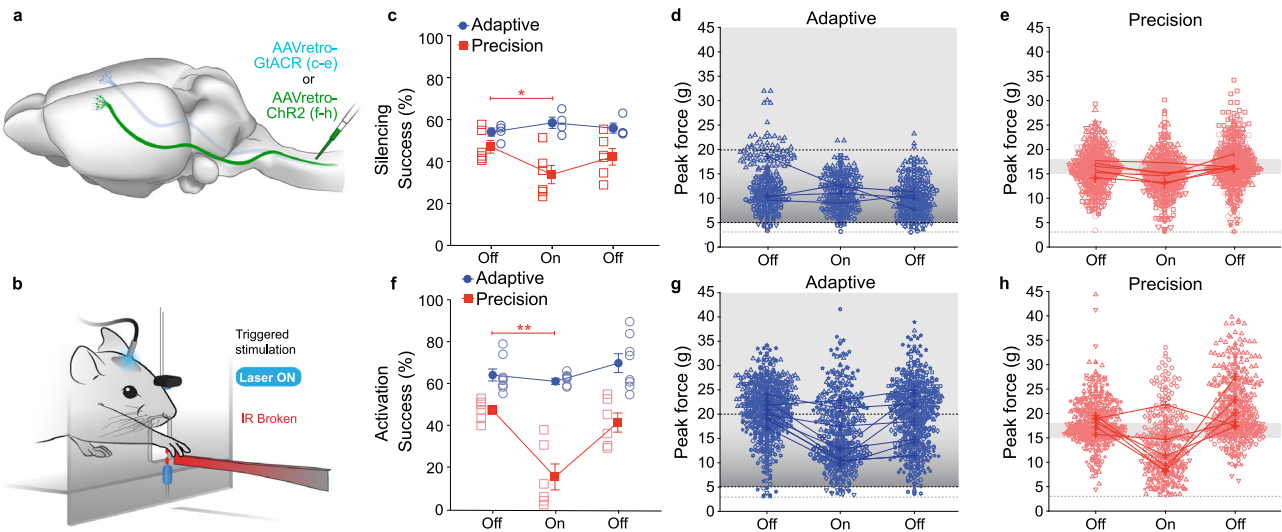 a
AAVretro-
GtACR (c-e)
or
AAVretro-
ChR2 (f-h)
b
Triggered
stimulation
Laser ON
IR Broken
c
Adaptive
Precision
Silencing
Success (%)
100
80
60
40
20
0
*
Off
On
Off
d
Adaptive
Peak force (g)
45
40
35
30
25
20
15
10
5
0
Off
On
Off
e
Precision
Peak force (g)
45
40
35
30
25
20
15
10
5
0
Off
On
Off
f
Adaptive
Precision
Activation
Success (%)
100
80
60
40
20
0
**
Off
On
Off
g
Adaptive
Peak force (g)
45
40
35
30
25
20
15
10
5
0
Off
On
Off
h
Precision
Peak force (g)
45
40
35
30
25
20
15
10
5
0
Off
On
Off